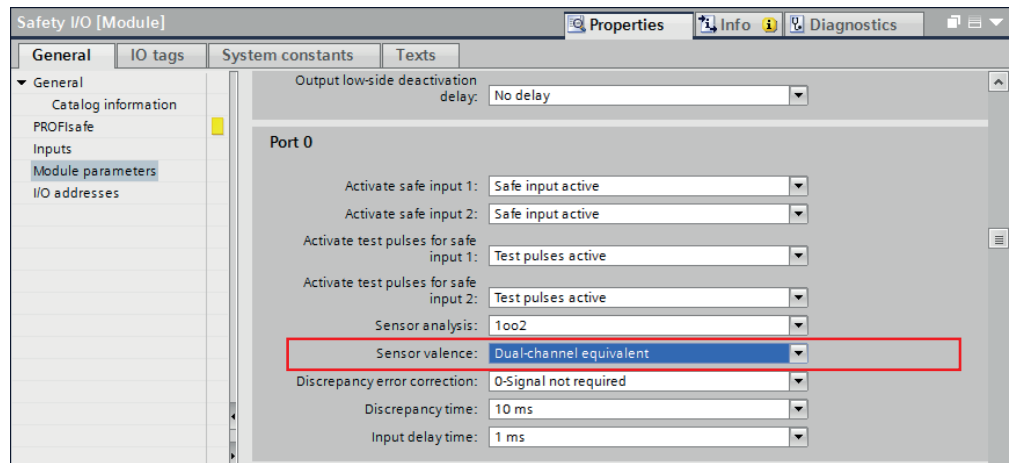 Safety I/O [Module]
Properties
Info
Diagnostics
General
IO tags
System constants
Texts
General
Catalog information
PROFIsafe
Inputs
Module parameters
I/O addresses
Output low-side deactivation
delay: No delay
Port 0
Activate safe input 1: Safe input active
Activate safe input 2: Safe input active
Activate test pulses for safe
input 1: Test pulses active
Activate test pulses for safe
input 2: Test pulses active
Sensor analysis: 1oo2
Sensor valence: Dual-channel equivalent
Discrepancy error correction: 0-Signal not required
Discrepancy time: 10 ms
Input delay time: 1 ms